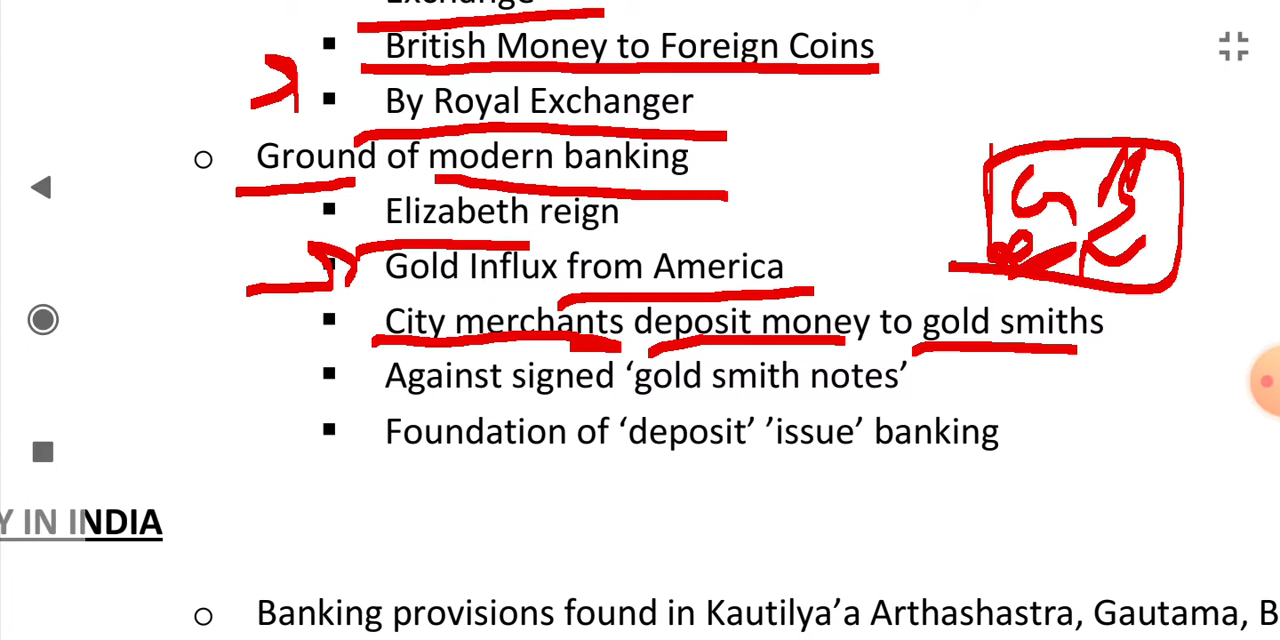 British Money to Foreign Coins
By Royal Exchanger
Ground of modern banking
Elizabeth reign
Gold Influx from America
City merchants deposit money to gold smiths
Against signed ‘gold smith notes’
Foundation of ‘deposit’ ’issue’ banking
Y IN INDIA
Banking provisions found in Kautilya’a Arthashastra, Gautama, B